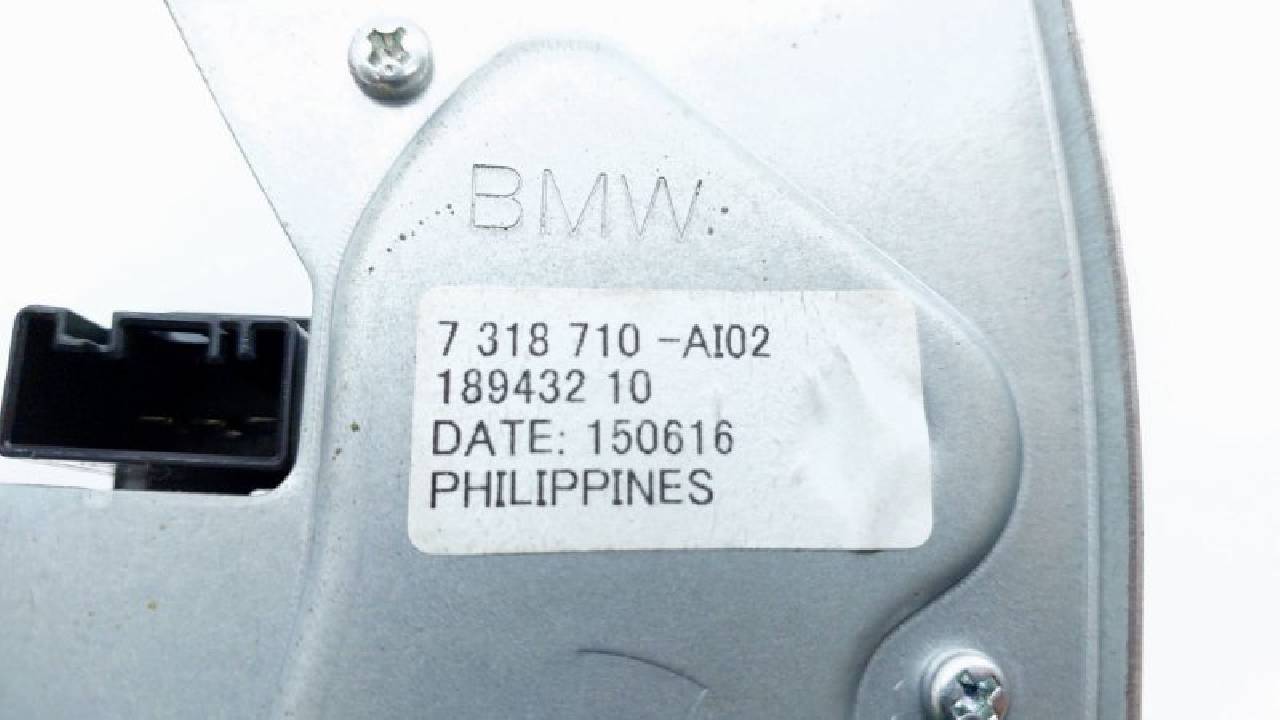 BMW
7 318 710 -AI02
189432 10
DATE: 150616
PHILIPPINES